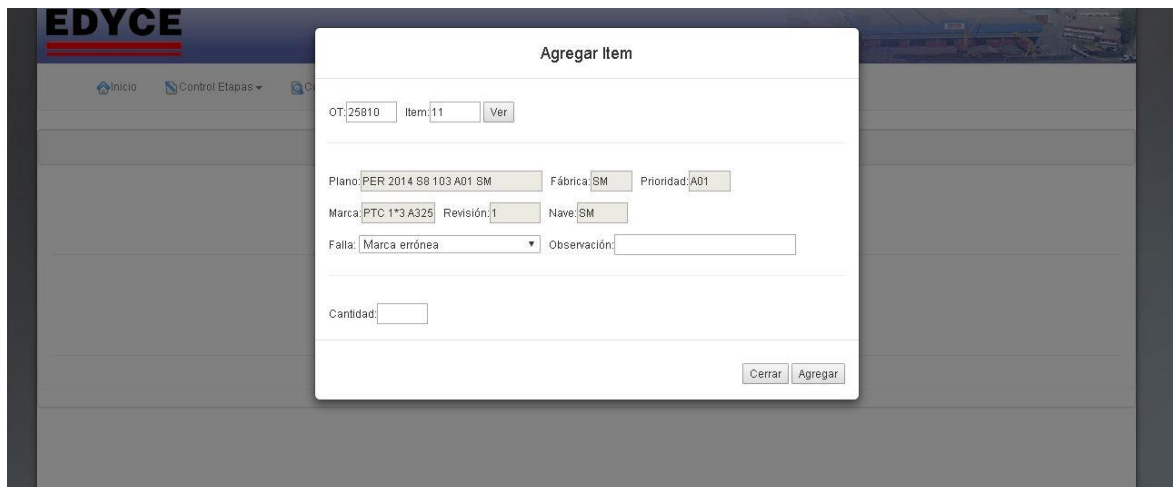 EDYCE
Agregar Item
Inicio Control Etapas
OT: 25810 Item: 11 Ver
Plano: PER 2014 S8 103 A01 SM Fábrica: SM Prioridad: A01
Marca: PTC 1*3 A325 Revisión: 1 Nave: SM
Falla: Marca errónea Observación:
Cantidad:
Cerrar Agregar